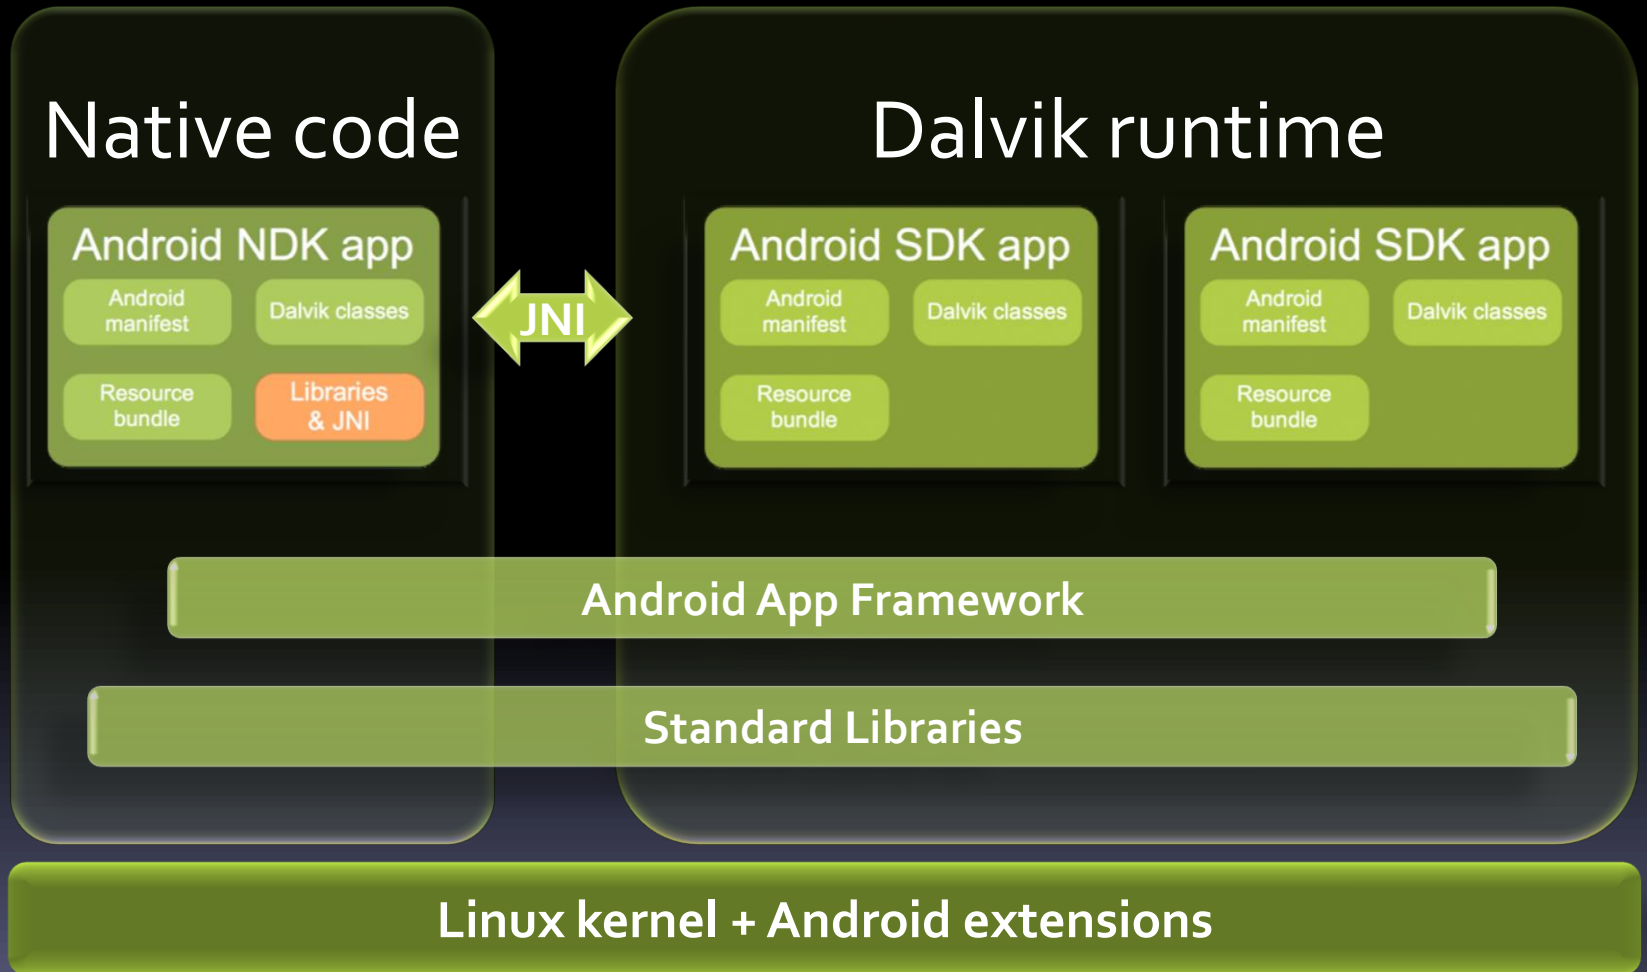 Native code
Dalvik runtime
Android NDK app
Android
manifest
Dalvik classes
Resource
bundle
Libraries
& JNI
JNI
Android SDK app
Android
manifest
Dalvik classes
Resource
bundle
Android SDK app
Android
manifest
Dalvik classes
Resource
bundle
Android App Framework
Standard Libraries
Linux kernel + Android extensions